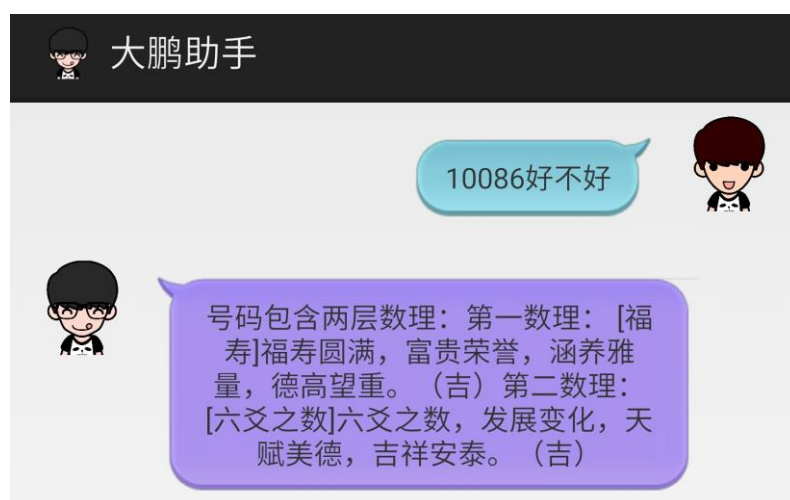 大鹏助手
10086好不好
号码包含两层数理：第一数理： [福
寿]福寿圆满，富贵荣誉，涵养雅
量，德高望重。（吉）第二数理：
[六爻之数]六爻之数，发展变化，天
赋美德，吉祥安泰。（吉）